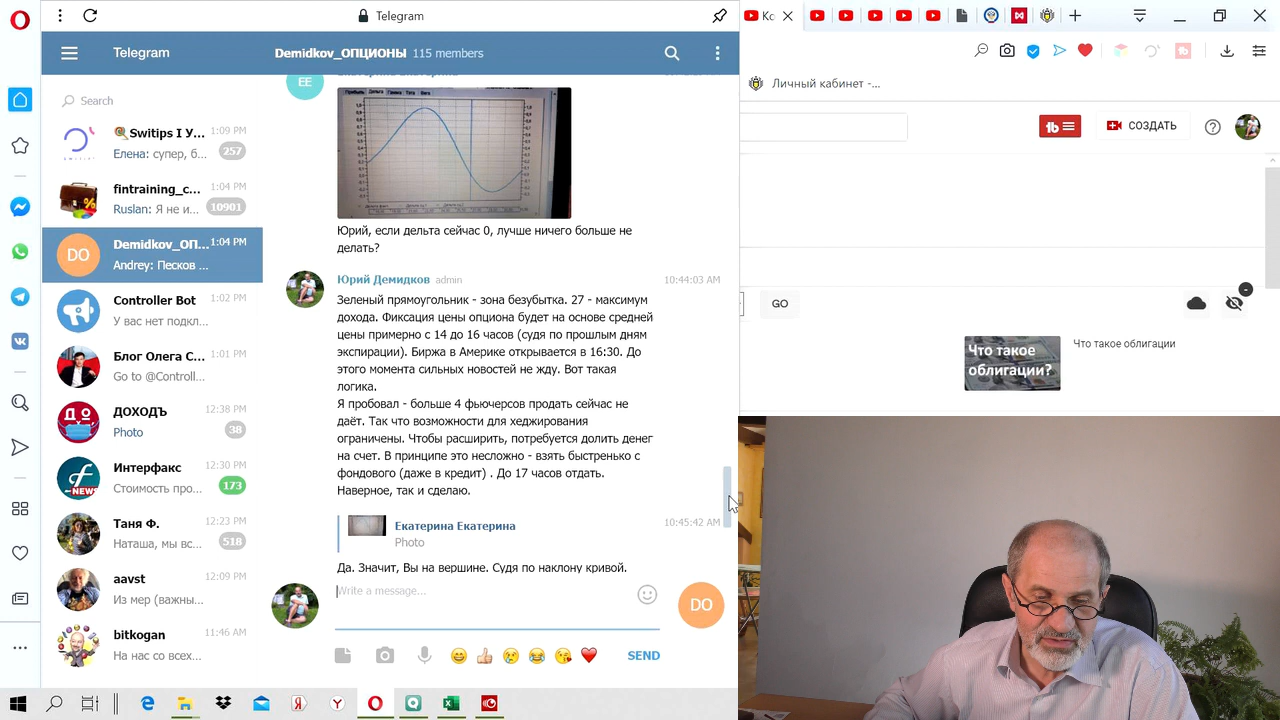 Telegram
Личный кабинет -...
Telegram
Demidkov_ОПЦИОНЫ 115 members
Search
СОЗДАТЬ
GO
Что такое
облигации?
Что такое облигации
Switips I У... 1:09 PM
Елена: супер, б... 257
fintraining_c... 1:04 PM
Ruslan: Я не и... 10901
DO
Demidkov_ОП... 1:04 PM
Andrey: Песков ...
Controller Bot 1:02 PM
У вас нет подкл...
Блог Олега С... 1:01 PM
Go to @Controll...
ДОХОДЪ 12:38 PM
Photo 38
Интерфакс 12:30 PM
Стоимость про... 173
Таня Ф. 12:23 PM
Наташа, мы вс... 518
aavst 12:09 PM
Из мер (важны...
bitkogan 11:46 AM
На нас со всех...
EE
Юрий, если дельта сейчас 0, лучше ничего больше не
делать?
Юрий Демидков admin 10:44:03 AM
Зеленый прямоугольник - зона безубытка. 27 - максимум
дохода. Фиксация цены опциона будет на основе средней
цены примерно с 14 до 16 часов (судя по прошлым дням
экспирации). Биржа в Америке открывается в 16:30. До
этого момента сильных новостей не жду. Вот такая
логика.
Я пробовал - больше 4 фьючерсов продать сейчас не
даёт. Так что возможности для хеджирования
ограничены. Чтобы расширить, потребуется долить денег
на счет. В принципе это несложно - взять быстренько с
фондового (даже в кредит) . До 17 часов отдать.
Наверное, так и сделаю.
10:45:42 AM
Екатерина Екатерина
Photo
Да. Значит, Вы на вершине. Судя по наклону кривой.
Write a message...
DO
SEND